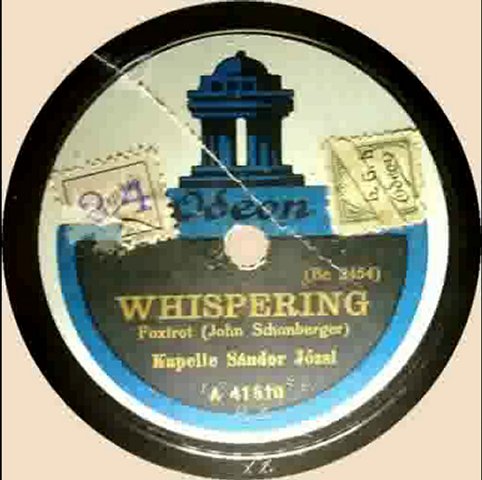 Odeon
(Be 2454)
WHISPERING
Foxtrot (John Schonberger)
Kapelle Sándor Józsi
A 41510